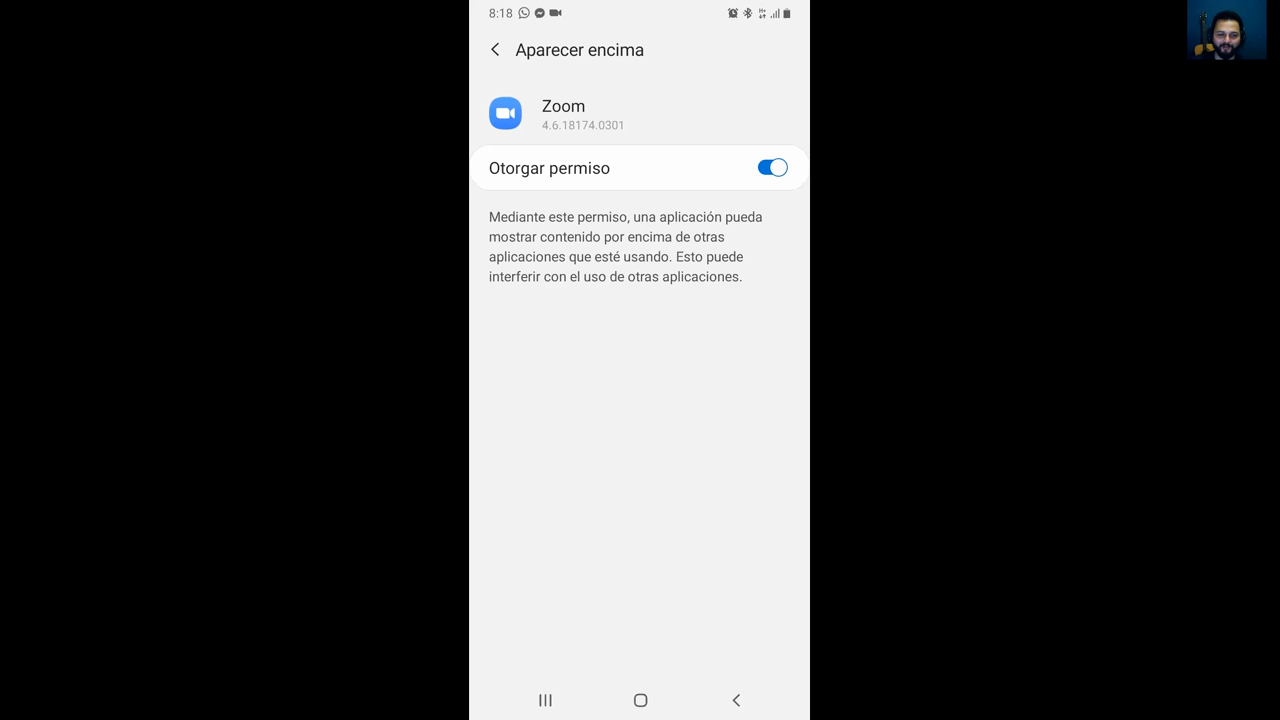 8:18
Aparecer encima
Zoom
4.6.18174.0301
Otorgar permiso
Mediante este permiso, una aplicación pueda
mostrar contenido por encima de otras
aplicaciones que esté usando. Esto puede
interferir con el uso de otras aplicaciones.